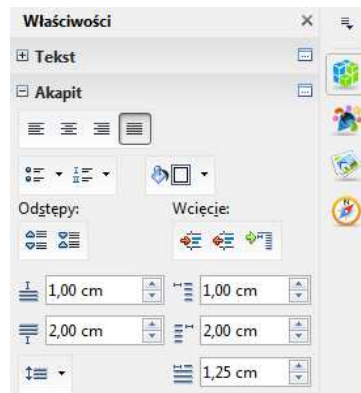 Właściwości
Tekst
Akapit
Odstępy: Wcięcie:
1,00 cm 1,00 cm
2,00 cm 2,00 cm
1,25 cm